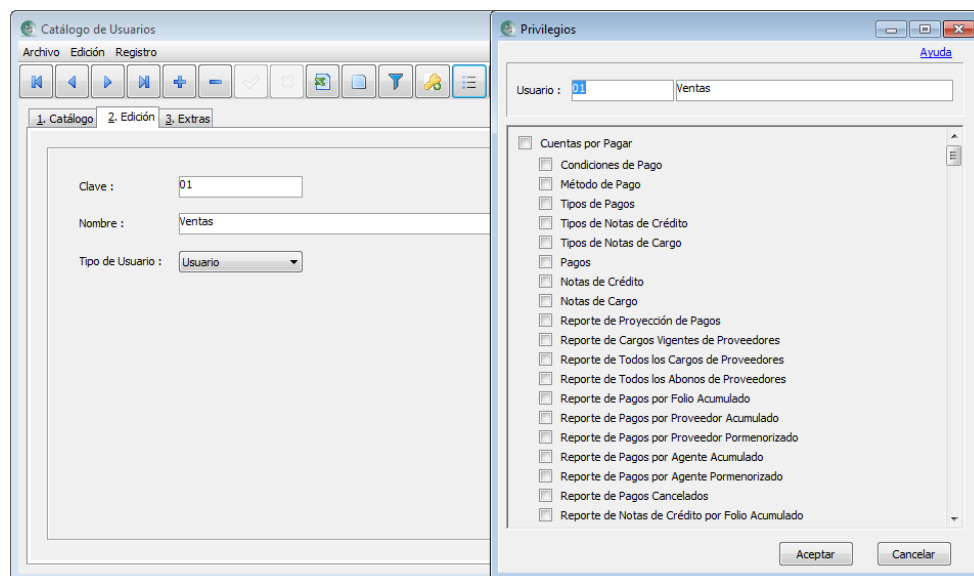 Catálogo de Usuarios
Archivo Edición Registro
1. Catálogo 2. Edición 3. Extras
Clave : 01
Nombre : Ventas
Tipo de Usuario : Usuario
Privilegios
Ayuda
Usuario : 01 Ventas
Cuentas por Pagar
Condiciones de Pago
Método de Pago
Tipos de Pagos
Tipos de Notas de Crédito
Tipos de Notas de Cargo
Pagos
Notas de Crédito
Notas de Cargo
Reporte de Proyección de Pagos
Reporte de Cargos Vigentes de Proveedores
Reporte de Todos los Cargos de Proveedores
Reporte de Todos los Abonos de Proveedores
Reporte de Pagos por Folio Acumulado
Reporte de Pagos por Proveedor Acumulado
Reporte de Pagos por Proveedor Pormenorizado
Reporte de Pagos por Agente Acumulado
Reporte de Pagos por Agente Pormenorizado
Reporte de Pagos Cancelados
Reporte de Notas de Crédito por Folio Acumulado
Aceptar Cancelar